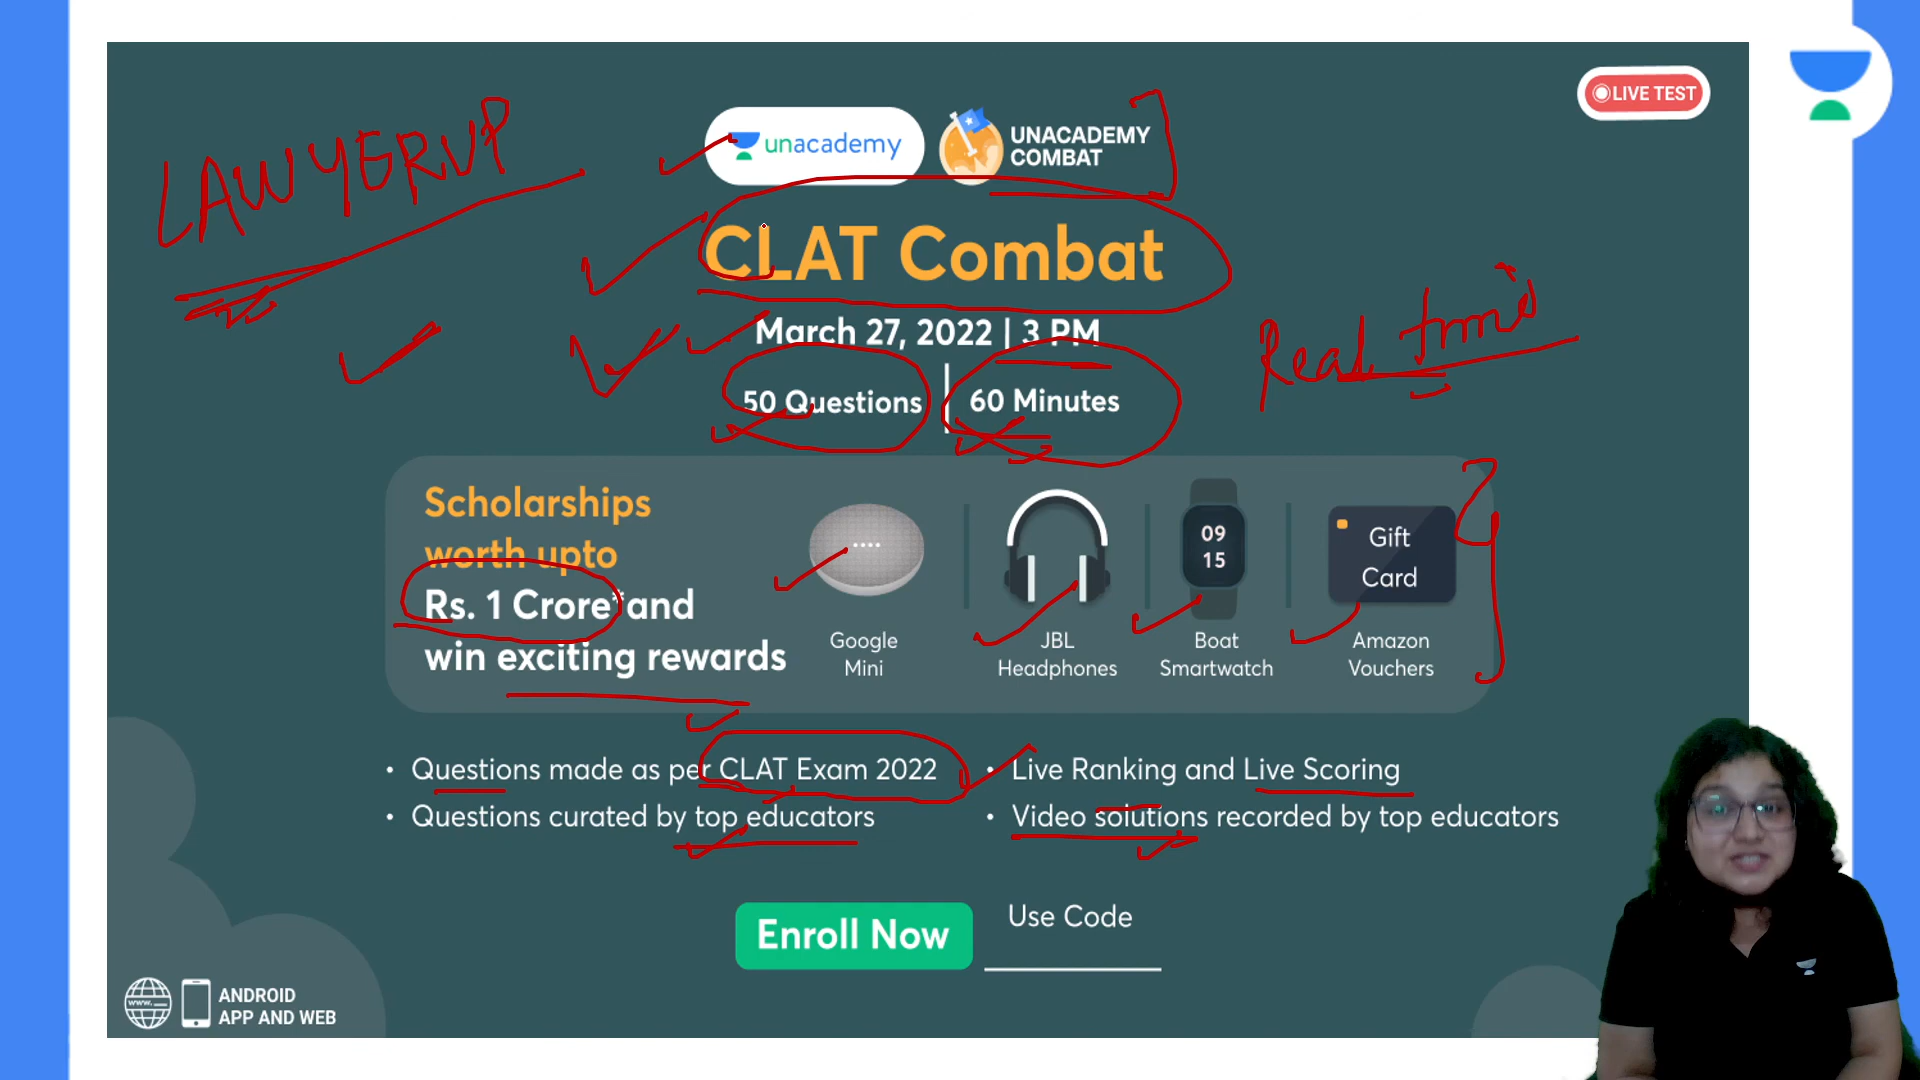 LIVE TEST
LAWYERUP
unacademy
UNACADEMY
COMBAT
CLAT Combat
March 27, 2022 | 3 PM
50 Questions
60 Minutes
Real
Scholarships
worth upto
Rs. 1 Crore* and
win exciting rewards
Google
Mini
JBL
Headphones
09
15
Boat
Smartwatch
Gift
Card
Amazon
Vouchers
• Questions made as per CLAT Exam 2022
• Questions curated by top educators
• Live Ranking and Live Scoring
• Video solutions recorded by top educators
Enroll Now
Use Code
www.
ANDROID
APP AND WEB